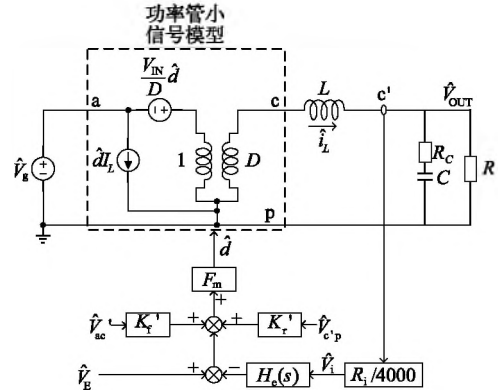 功率管小
信号模型
V_IN/D d̂
a
c
L
c'
V̂_OUT
î_L
V̂_g
d̂I_L
1
D
R_C
C
R
p
d̂
F_m
V̂_ac'
K_f'
K_r'
V̂_c'p
V̂_E
H_e(s)
V̂_i
R_i/4000